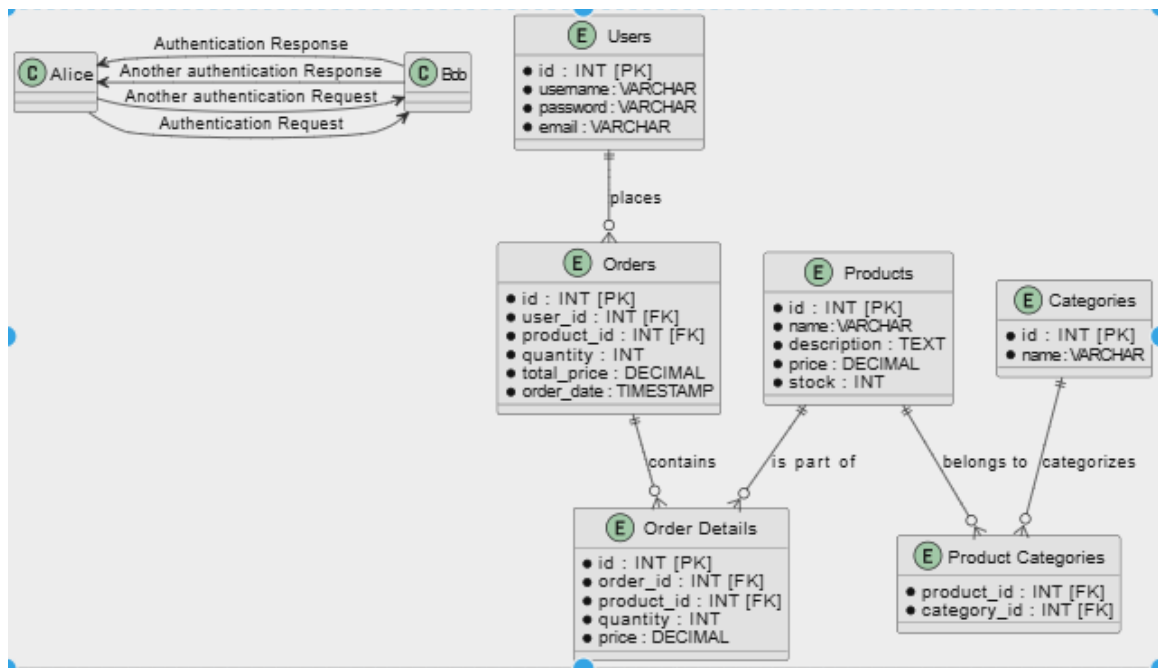 Authentication Response
C Alice
Another authentication Response
C Bob
Another authentication Request
Authentication Request
E Users
id : INT [PK]
username : VARCHAR
password : VARCHAR
email : VARCHAR
places
E Orders
id : INT [PK]
user_id : INT [FK]
product_id : INT [FK]
quantity : INT
total_price : DECIMAL
order_date : TIMESTAMP
E Products
id : INT [PK]
name : VARCHAR
description : TEXT
price : DECIMAL
stock : INT
E Categories
id : INT [PK]
name : VARCHAR
contains
is part of
belongs to
categorizes
E Order Details
id : INT [PK]
order_id : INT [FK]
product_id : INT [FK]
quantity : INT
price : DECIMAL
E Product Categories
product_id : INT [FK]
category_id : INT [FK]